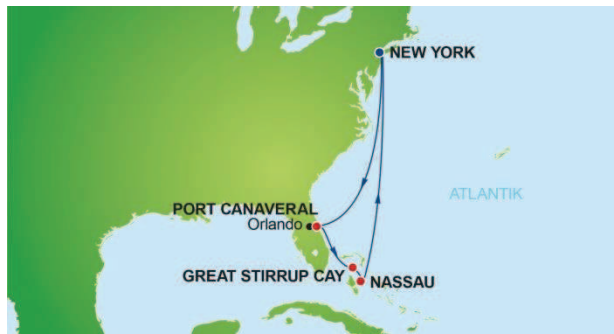 NEW YORK
ATLANTIK
PORT CANAVERAL
Orlando
GREAT STIRRUP CAY
NASSAU